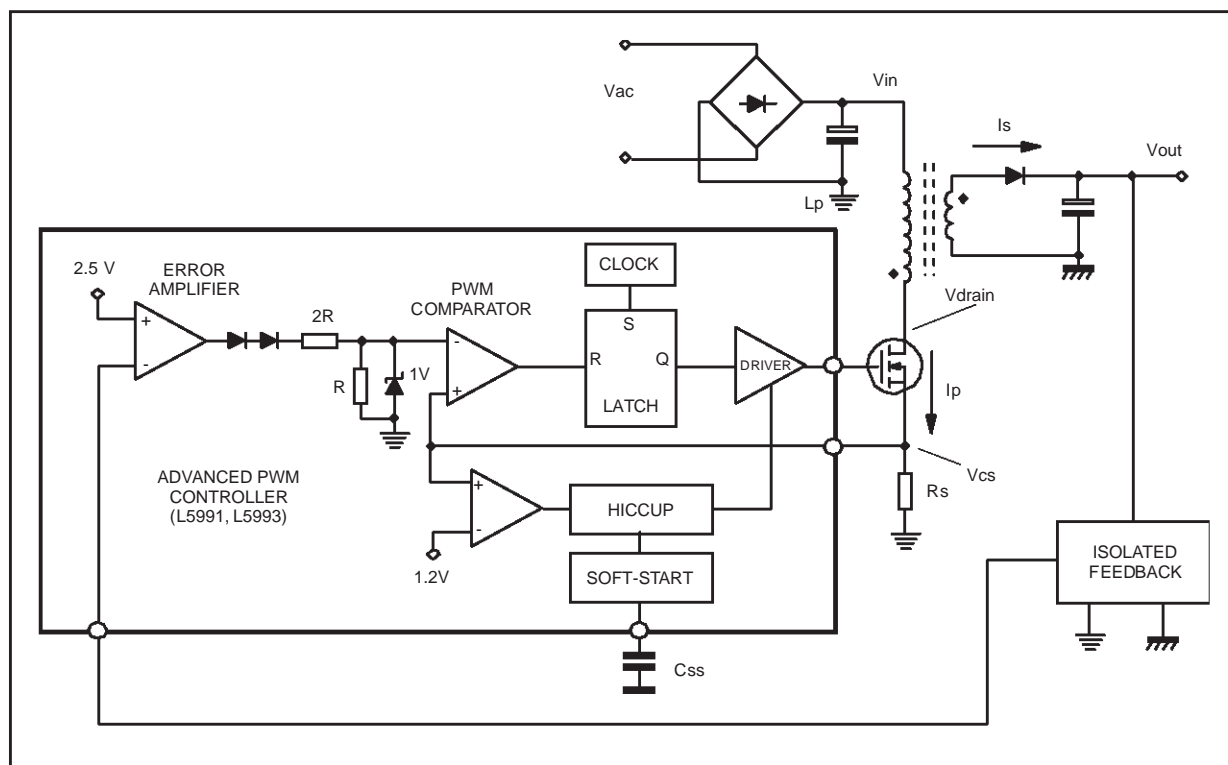 Vac
Vin
Is
Vout
Lp
2.5 V
ERROR
AMPLIFIER
2R
PWM
COMPARATOR
CLOCK
S
R
Q
LATCH
DRIVER
Vdrain
+
-
-
+
R
1V
Ip
ADVANCED PWM
CONTROLLER
(L5991, L5993)
+
-
1.2V
HICCUP
SOFT-START
Vcs
Rs
ISOLATED
FEEDBACK
Css